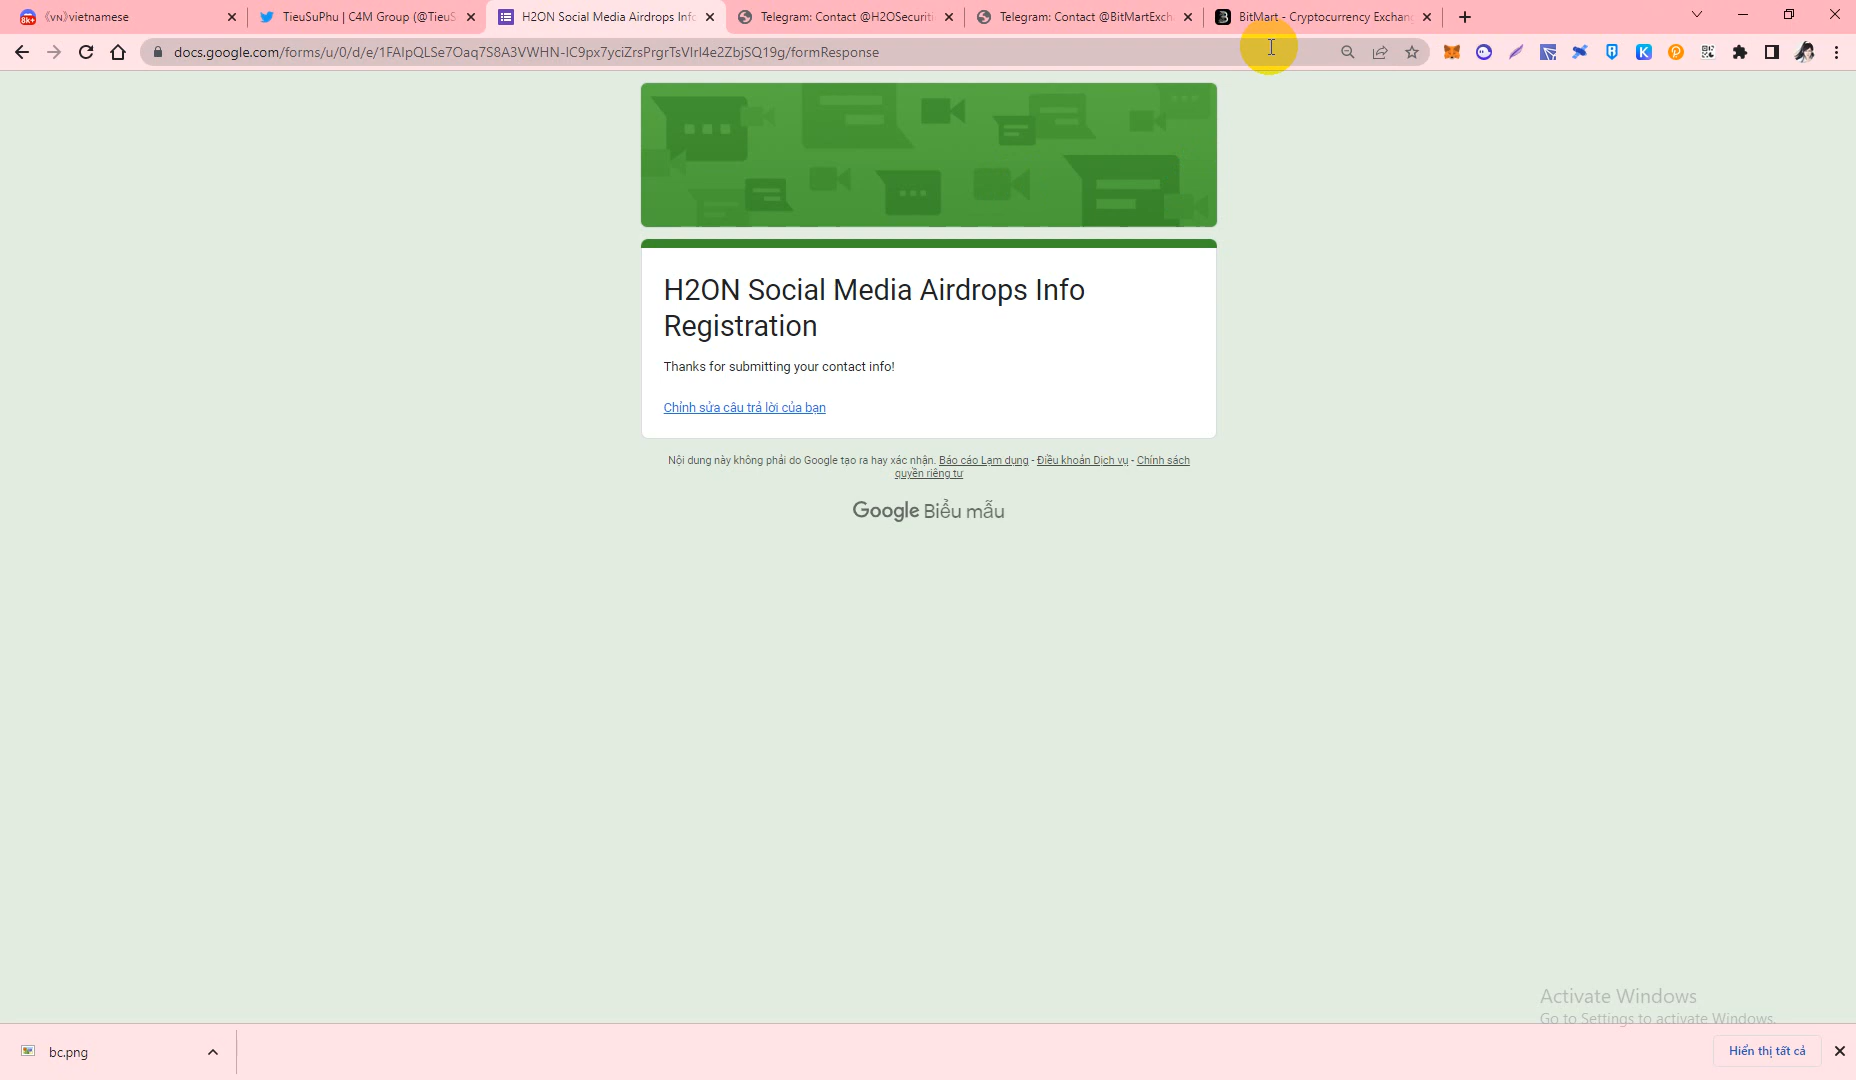 8k+ 《VN》vietnamese
TieuSuPhu | C4M Group (@TieuS
H2ON Social Media Airdrops Info
Telegram: Contact @H2OSecuriti
Telegram: Contact @BitMartExch
BitMart - Cryptocurrency Exchang
docs.google.com/forms/u/0/d/e/1FAIpQLSe7Oaq7S8A3VWHN-IC9px7yciZrsPrgrTsVIrI4e2ZbjSQ19g/formResponse
H2ON Social Media Airdrops Info
Registration
Thanks for submitting your contact info!
Chỉnh sửa câu trả lời của bạn
Nội dung này không phải do Google tạo ra hay xác nhận. Báo cáo Lạm dụng - Điều khoản Dịch vụ - Chính sách
quyền riêng tư
Google Biểu mẫu
Activate Windows
Go to Settings to activate Windows.
bc.png
Hiển thị tất cả